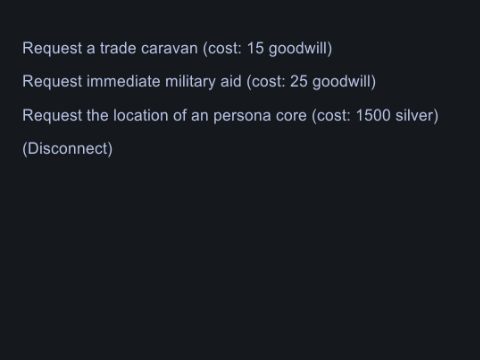 Request a trade caravan (cost: 15 goodwill)
Request immediate military aid (cost: 25 goodwill)
Request the location of an persona core (cost: 1500 silver)
(Disconnect)